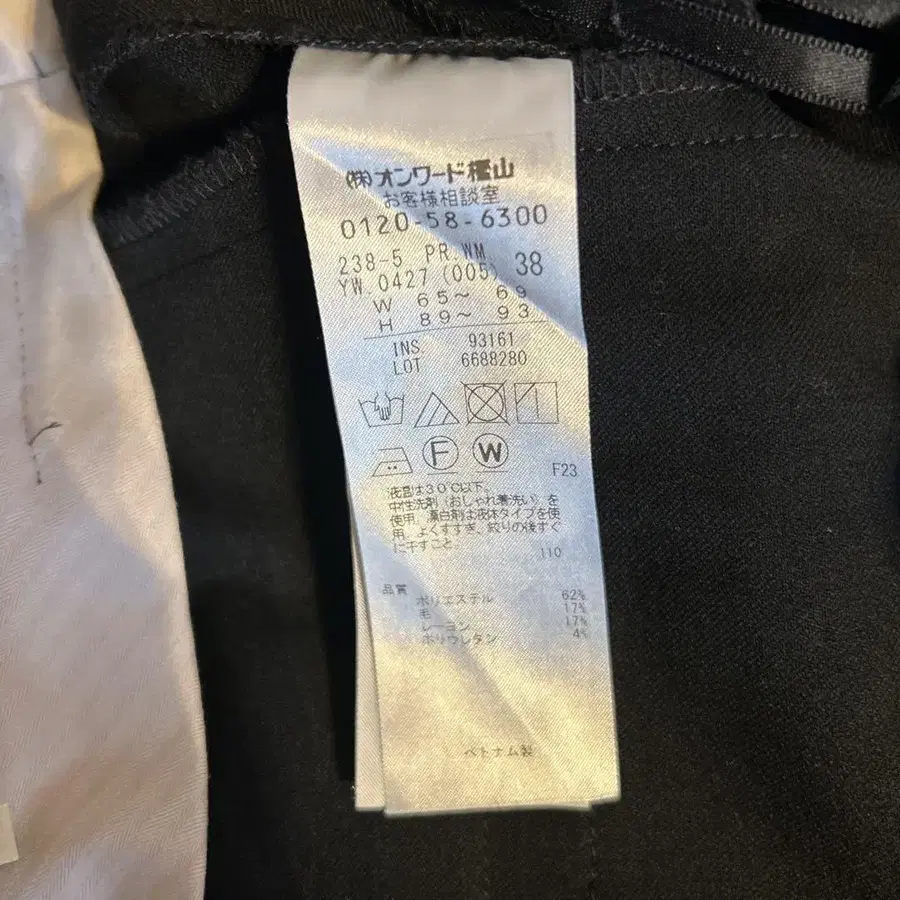 (株)オンワード樫山
お客様相談室
0120-58-6300
238-5 PR WM
YW 0427 (005) 38
W 65～ 69
H 89～ 93
INS 93161
LOT 6688280
F W
F23
液温は30℃以下。
中性洗剤(おしゃれ着洗い)を
使用。漂白剤は液体タイプを使
用。よくすすぎ、絞りの後すぐ
に干すこと。
110
品質
ポリエステル 62%
毛 17%
レーヨン 17%
ポリウレタン 4%
ベトナム製